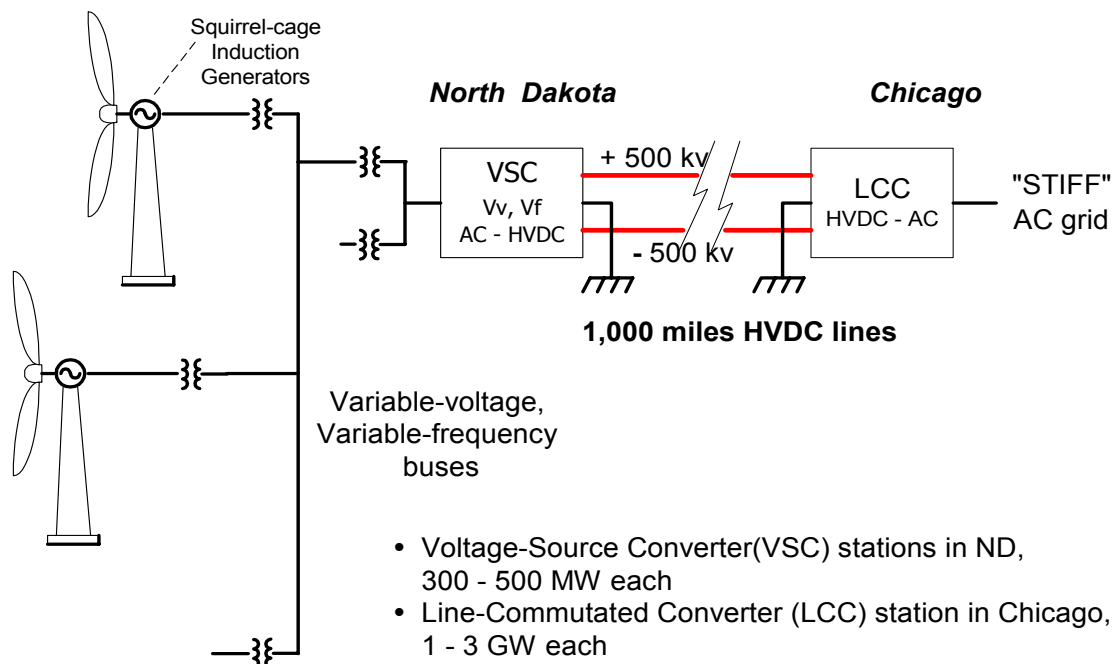 Squirrel-cage
Induction
Generators
North Dakota
Chicago
VSC
Vv, Vf
AC - HVDC
+ 500 kv
- 500 kv
LCC
HVDC - AC
"STIFF"
AC grid
1,000 miles HVDC lines
Variable-voltage,
Variable-frequency
buses
• Voltage-Source Converter(VSC) stations in ND,
300 - 500 MW each
• Line-Commutated Converter (LCC) station in Chicago,
1 - 3 GW each